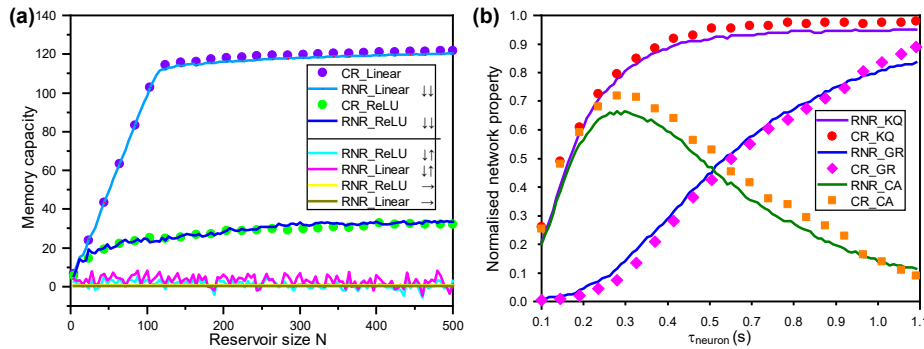 (a)
Memory capacity
140
120
100
80
60
40
20
0
-20
0 100 200 300 400 500
Reservoir size N
CR_Linear
RNR_Linear ↓↓
CR_ReLU
RNR_ReLU ↓↓
RNR_ReLU ↓↑
RNR_Linear ↓↑
RNR_ReLU →
RNR_Linear →
(b)
Normalised network property
1.0
0.9
0.8
0.7
0.6
0.5
0.4
0.3
0.2
0.1
0.0
0.1 0.2 0.3 0.4 0.5 0.6 0.7 0.8 0.9 1.0 1.1
τneuron (s)
RNR_KQ
CR_KQ
RNR_GR
CR_GR
RNR_CA
CR_CA